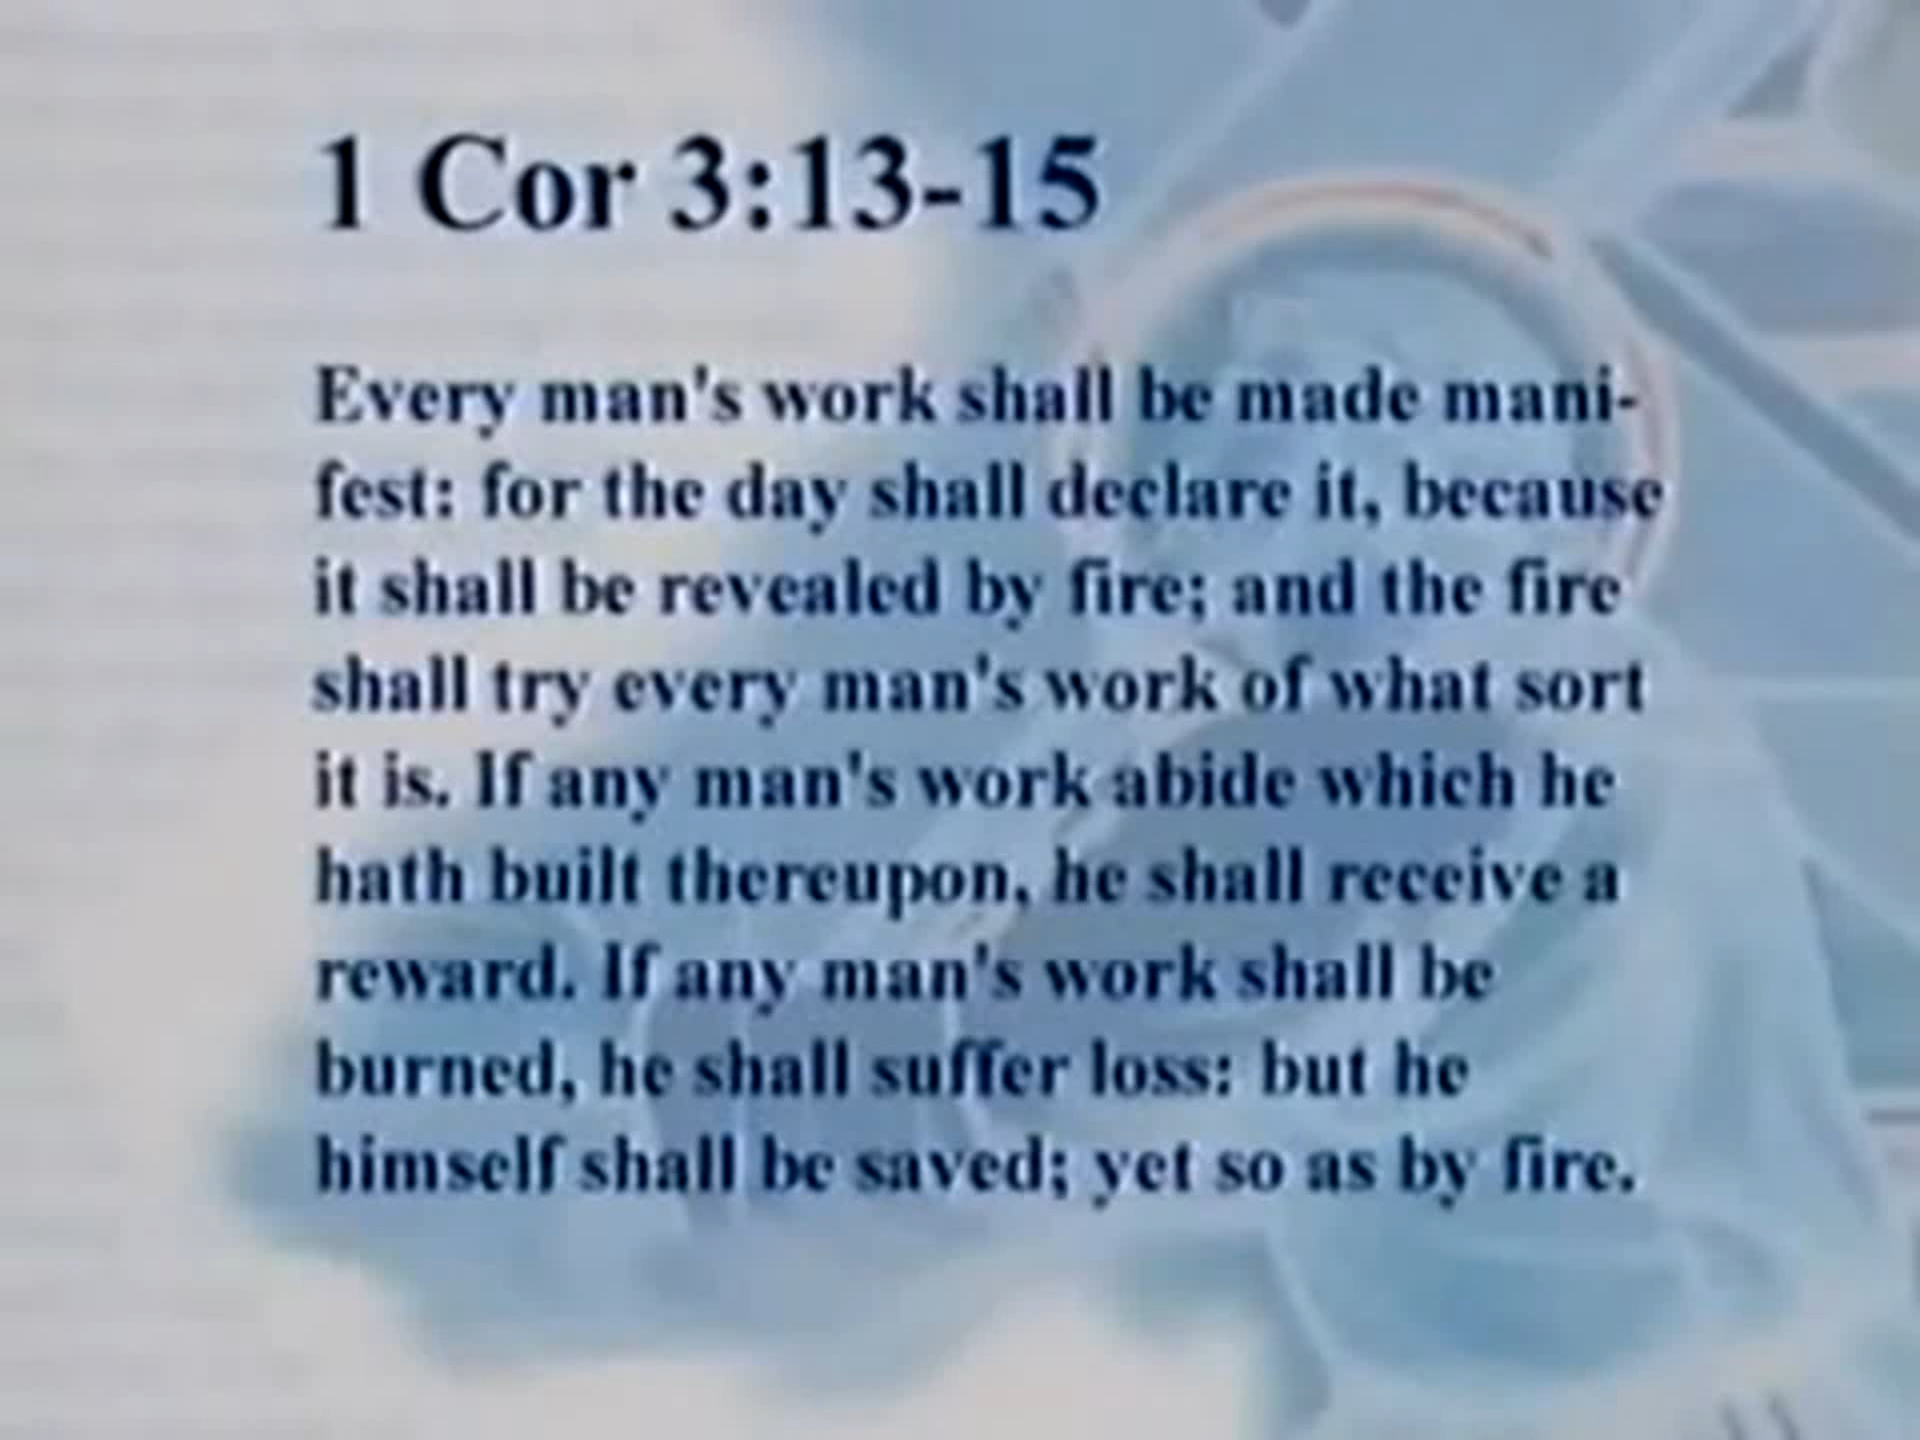 1 Cor 3:13-15
Every man's work shall be made mani-
fest: for the day shall declare it, because
it shall be revealed by fire; and the fire
shall try every man's work of what sort
it is. If any man's work abide which he
hath built thereupon, he shall receive a
reward. If any man's work shall be
burned, he shall suffer loss: but he
himself shall be saved; yet so as by fire.